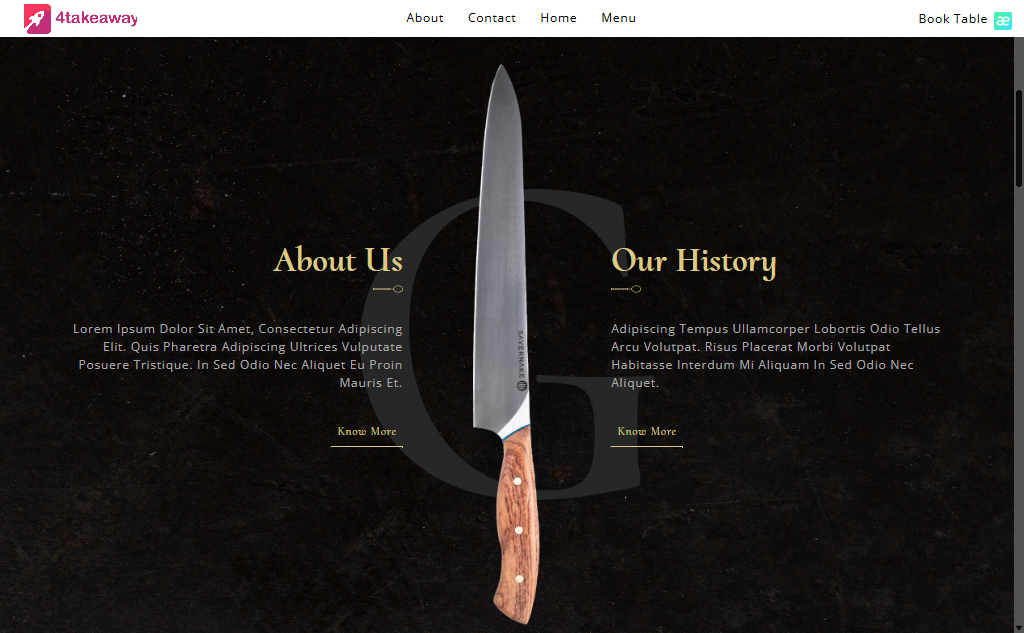 4takeaway
About Contact Home Menu
Book Table æ
G
About Us
Lorem Ipsum Dolor Sit Amet, Consectetur Adipiscing
Elit. Quis Pharetra Adipiscing Ultrices Vulputate
Posuere Tristique. In Sed Odio Nec Aliquet Eu Proin
Mauris Et.
Know More
SAVERNAKE
Our History
Adipiscing Tempus Ullamcorper Lobortis Odio Tellus
Arcu Volutpat. Risus Placerat Morbi Volutpat
Habitasse Interdum Mi Aliquam In Sed Odio Nec
Aliquet.
Know More